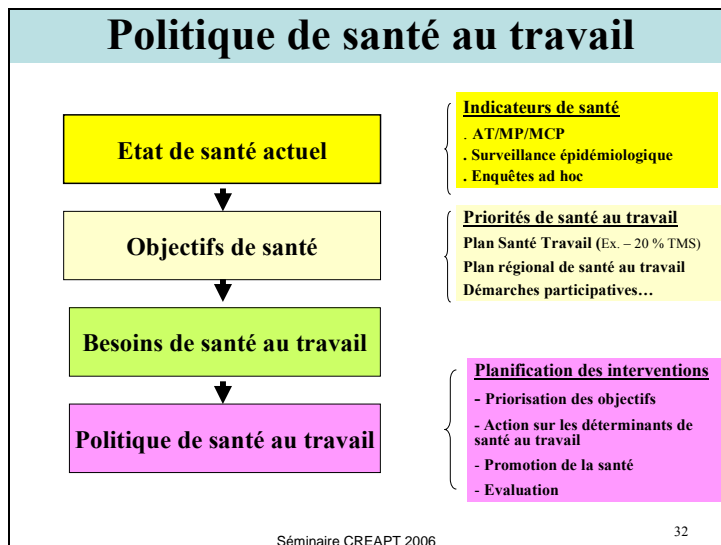 Politique de santé au travail
Etat de santé actuel
Indicateurs de santé
. AT/MP/MCP
. Surveillance épidémiologique
. Enquêtes ad hoc
Objectifs de santé
Priorités de santé au travail
Plan Santé Travail (Ex. – 20 % TMS)
Plan régional de santé au travail
Démarches participatives…
Besoins de santé au travail
Politique de santé au travail
Planification des interventions
- Priorisation des objectifs
- Action sur les déterminants de
santé au travail
- Promotion de la santé
- Evaluation
Séminaire CREAPT 2006
32